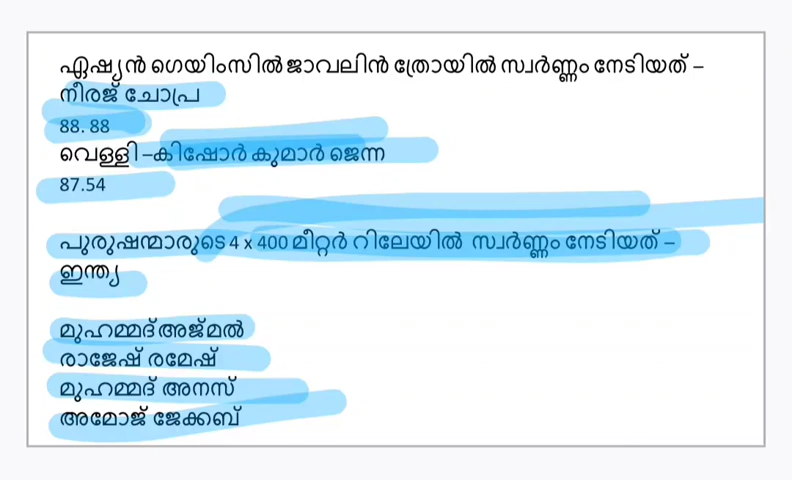 ഏഷ്യൻ ഗെയിംസിൽ ജാവലിൻ ത്രോയിൽ സ്വർണ്ണം നേടിയത് –
നീരജ് ചോപ്ര
88. 88
വെള്ളി –കിഷോർ കുമാർ ജെന്ന
87.54
പുരുഷന്മാരുടെ 4 x 400 മീറ്റർ റിലേയിൽ സ്വർണ്ണം നേടിയത് –
ഇന്ത്യ
മുഹമ്മദ് അജ്മൽ
രാജേഷ് രമേഷ്
മുഹമ്മദ് അനസ്
അമോജ് ജേക്കബ്